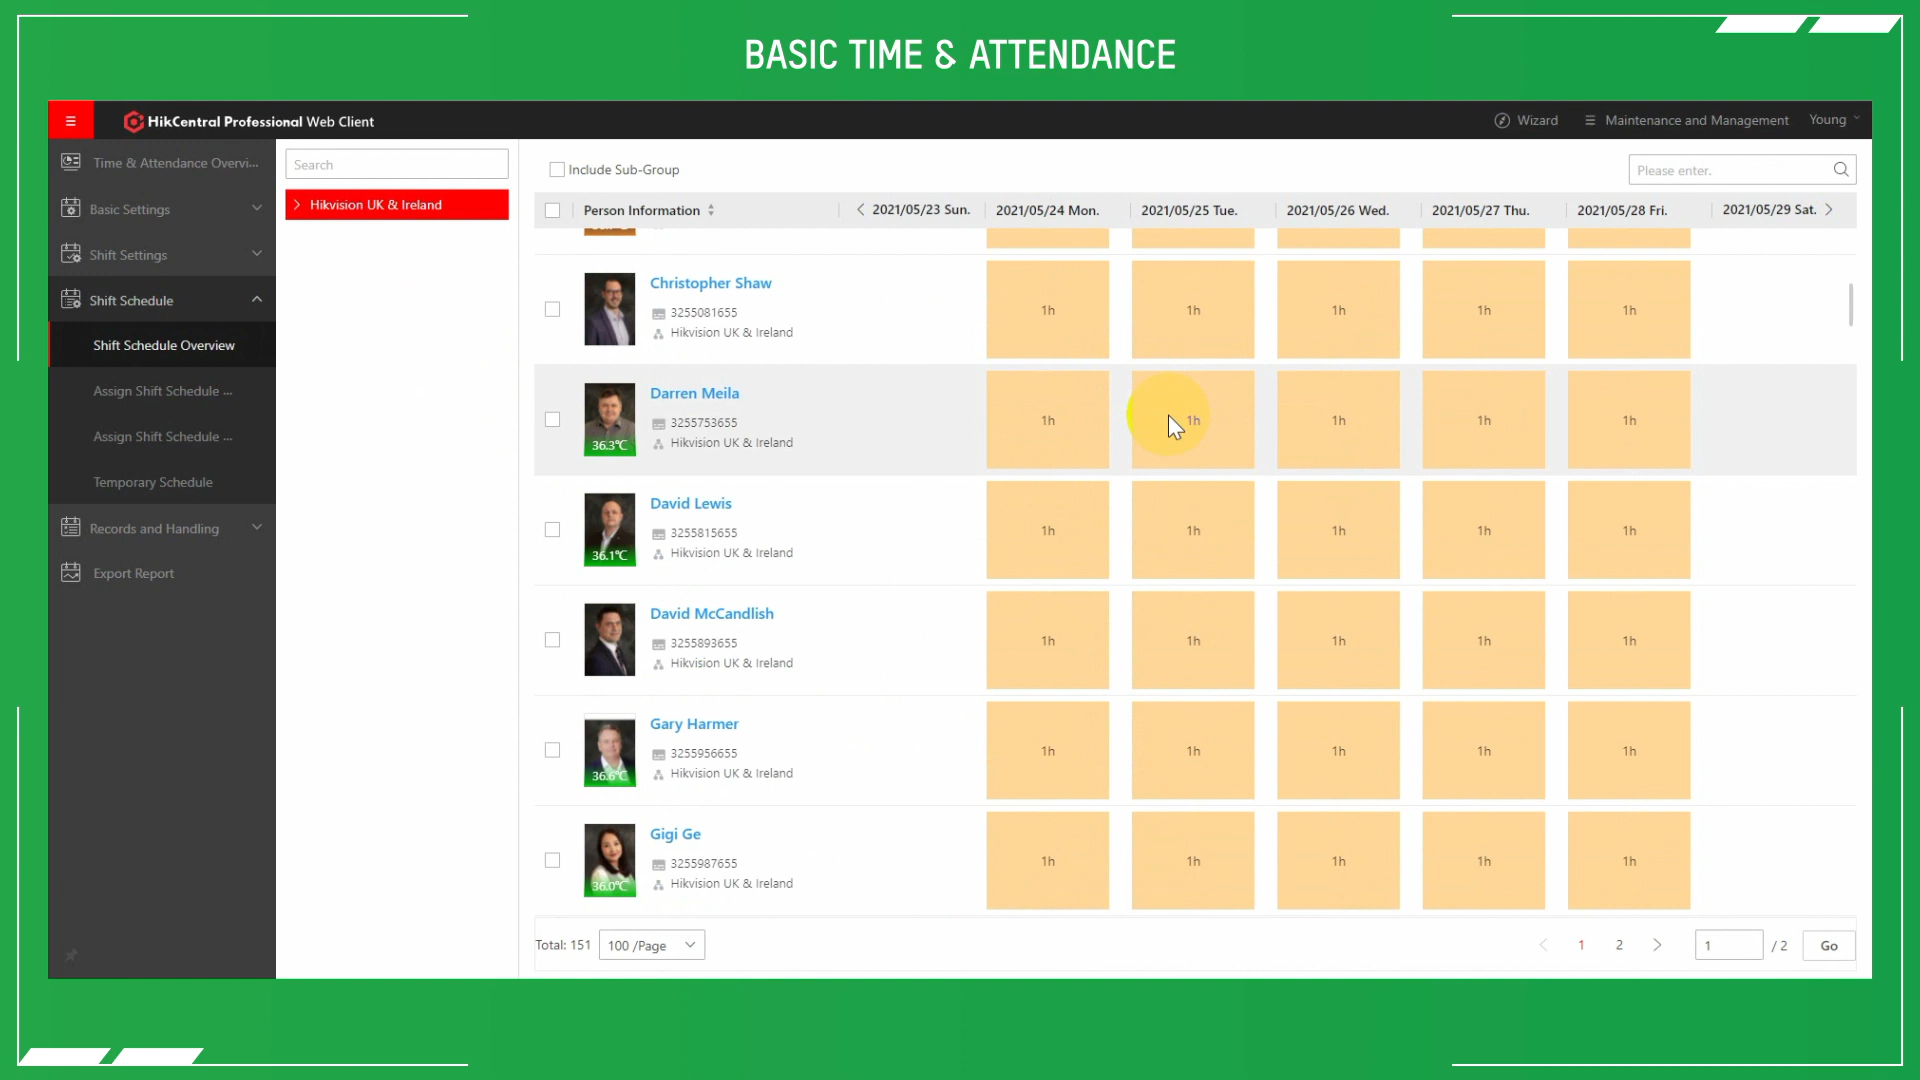 BASIC TIME & ATTENDANCE
HikCentral Professional Web Client
Wizard
Maintenance and Management
Young
Time & Attendance Overvi...
Basic Settings
Shift Settings
Shift Schedule
Shift Schedule Overview
Assign Shift Schedule ...
Assign Shift Schedule ...
Temporary Schedule
Records and Handling
Export Report
Search
Hikvision UK & Ireland
Include Sub-Group
Please enter.
Person Information 2021/05/23 Sun. 2021/05/24 Mon. 2021/05/25 Tue. 2021/05/26 Wed. 2021/05/27 Thu. 2021/05/28 Fri. 2021/05/29 Sat.
Christopher Shaw
3255081655
Hikvision UK & Ireland
1h 1h 1h 1h 1h
Darren Meila
3255753655
Hikvision UK & Ireland
36.3℃
1h 1h 1h 1h 1h
David Lewis
3255815655
Hikvision UK & Ireland
36.1℃
1h 1h 1h 1h 1h
David McCandlish
3255893655
Hikvision UK & Ireland
1h 1h 1h 1h 1h
Gary Harmer
3255956655
Hikvision UK & Ireland
36.6℃
1h 1h 1h 1h 1h
Gigi Ge
3255987655
Hikvision UK & Ireland
36.0℃
1h 1h 1h 1h 1h
Total: 151 100 /Page 1 2 1 / 2 Go